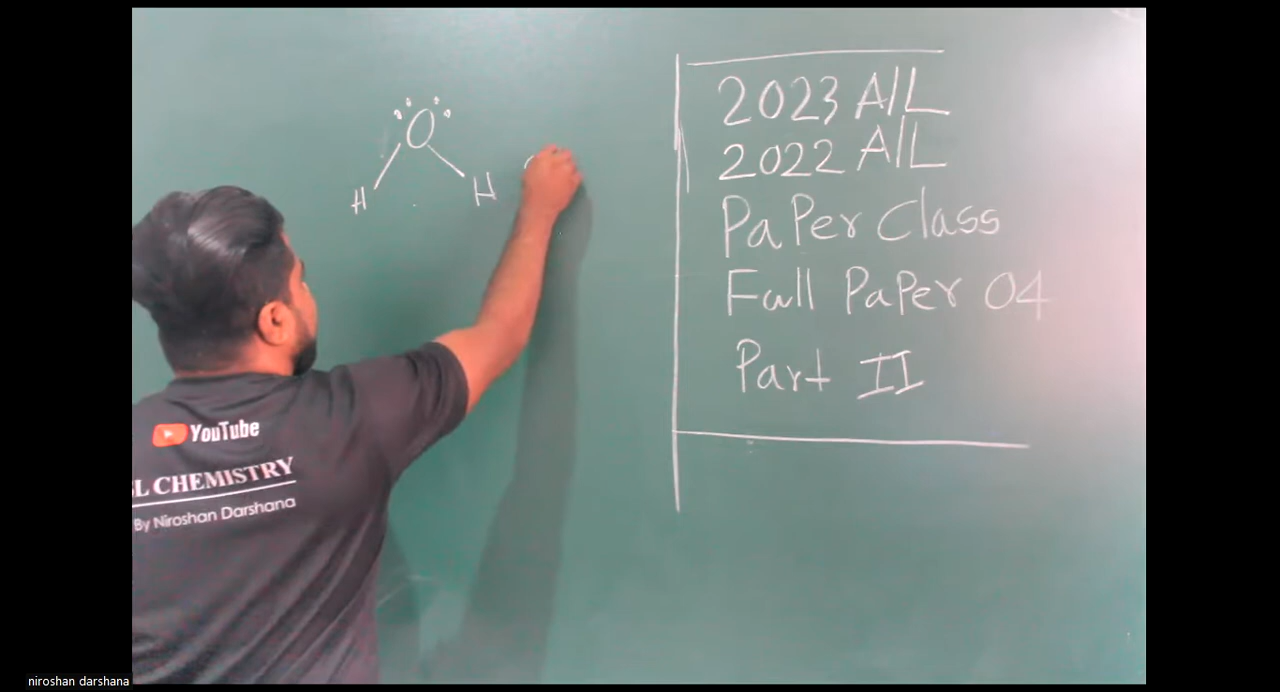 O
H H
2023 A/L
2022 A/L
PaPer Class
Full PaPer 04
Part II
YouTube
L CHEMISTRY
By Niroshan Darshana
niroshan darshana